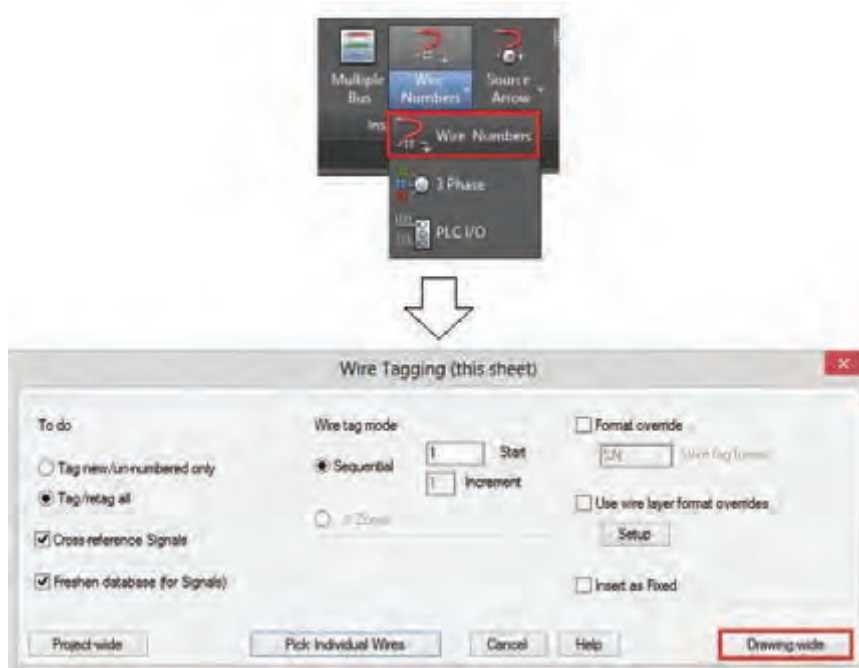 Multiple Bus
Wire Numbers
Source Arrow
Ins
Wire Numbers
3 Phase
PLC I/O
Wire Tagging (this sheet)
To do
Tag new/un-numbered only
Tag/retag all
Cross-reference Signals
Freshen database (for Signals)
Wire tag mode
Sequential
1 Start
1 Increment
Format override
Use wire layer format overrides
Setup
Insert as Fixed
Project-wide
Pick Individual Wires
Cancel
Help
Drawing-wide